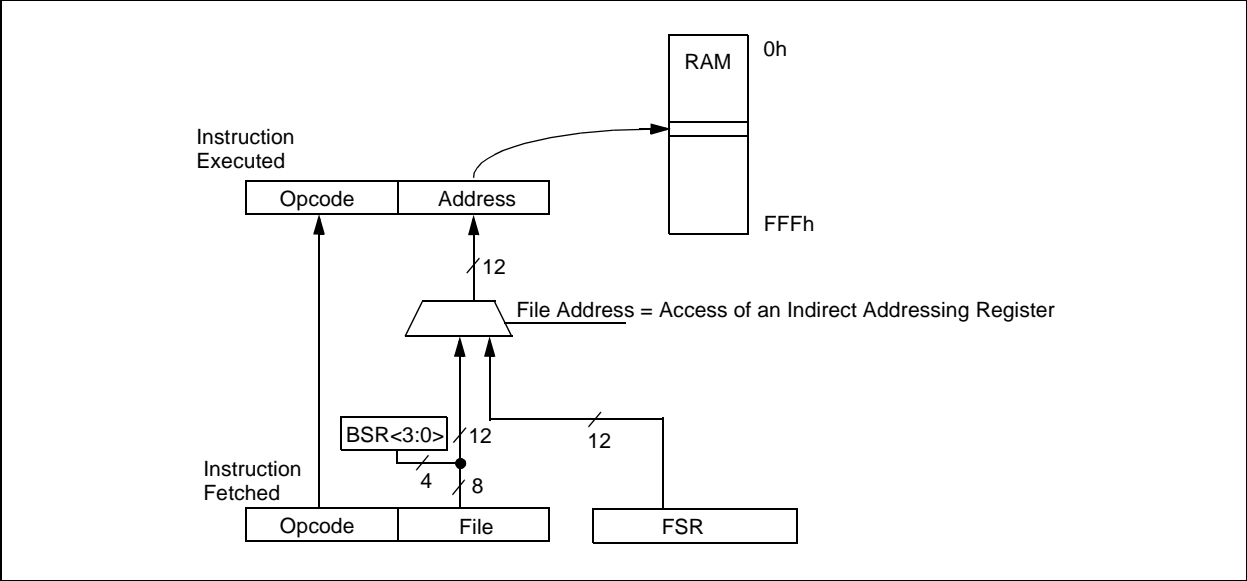 RAM
0h
Instruction
Executed
Opcode
Address
FFFh
12
File Address = Access of an Indirect Addressing Register
BSR<3:0>
12
12
4
8
Instruction
Fetched
Opcode
File
FSR